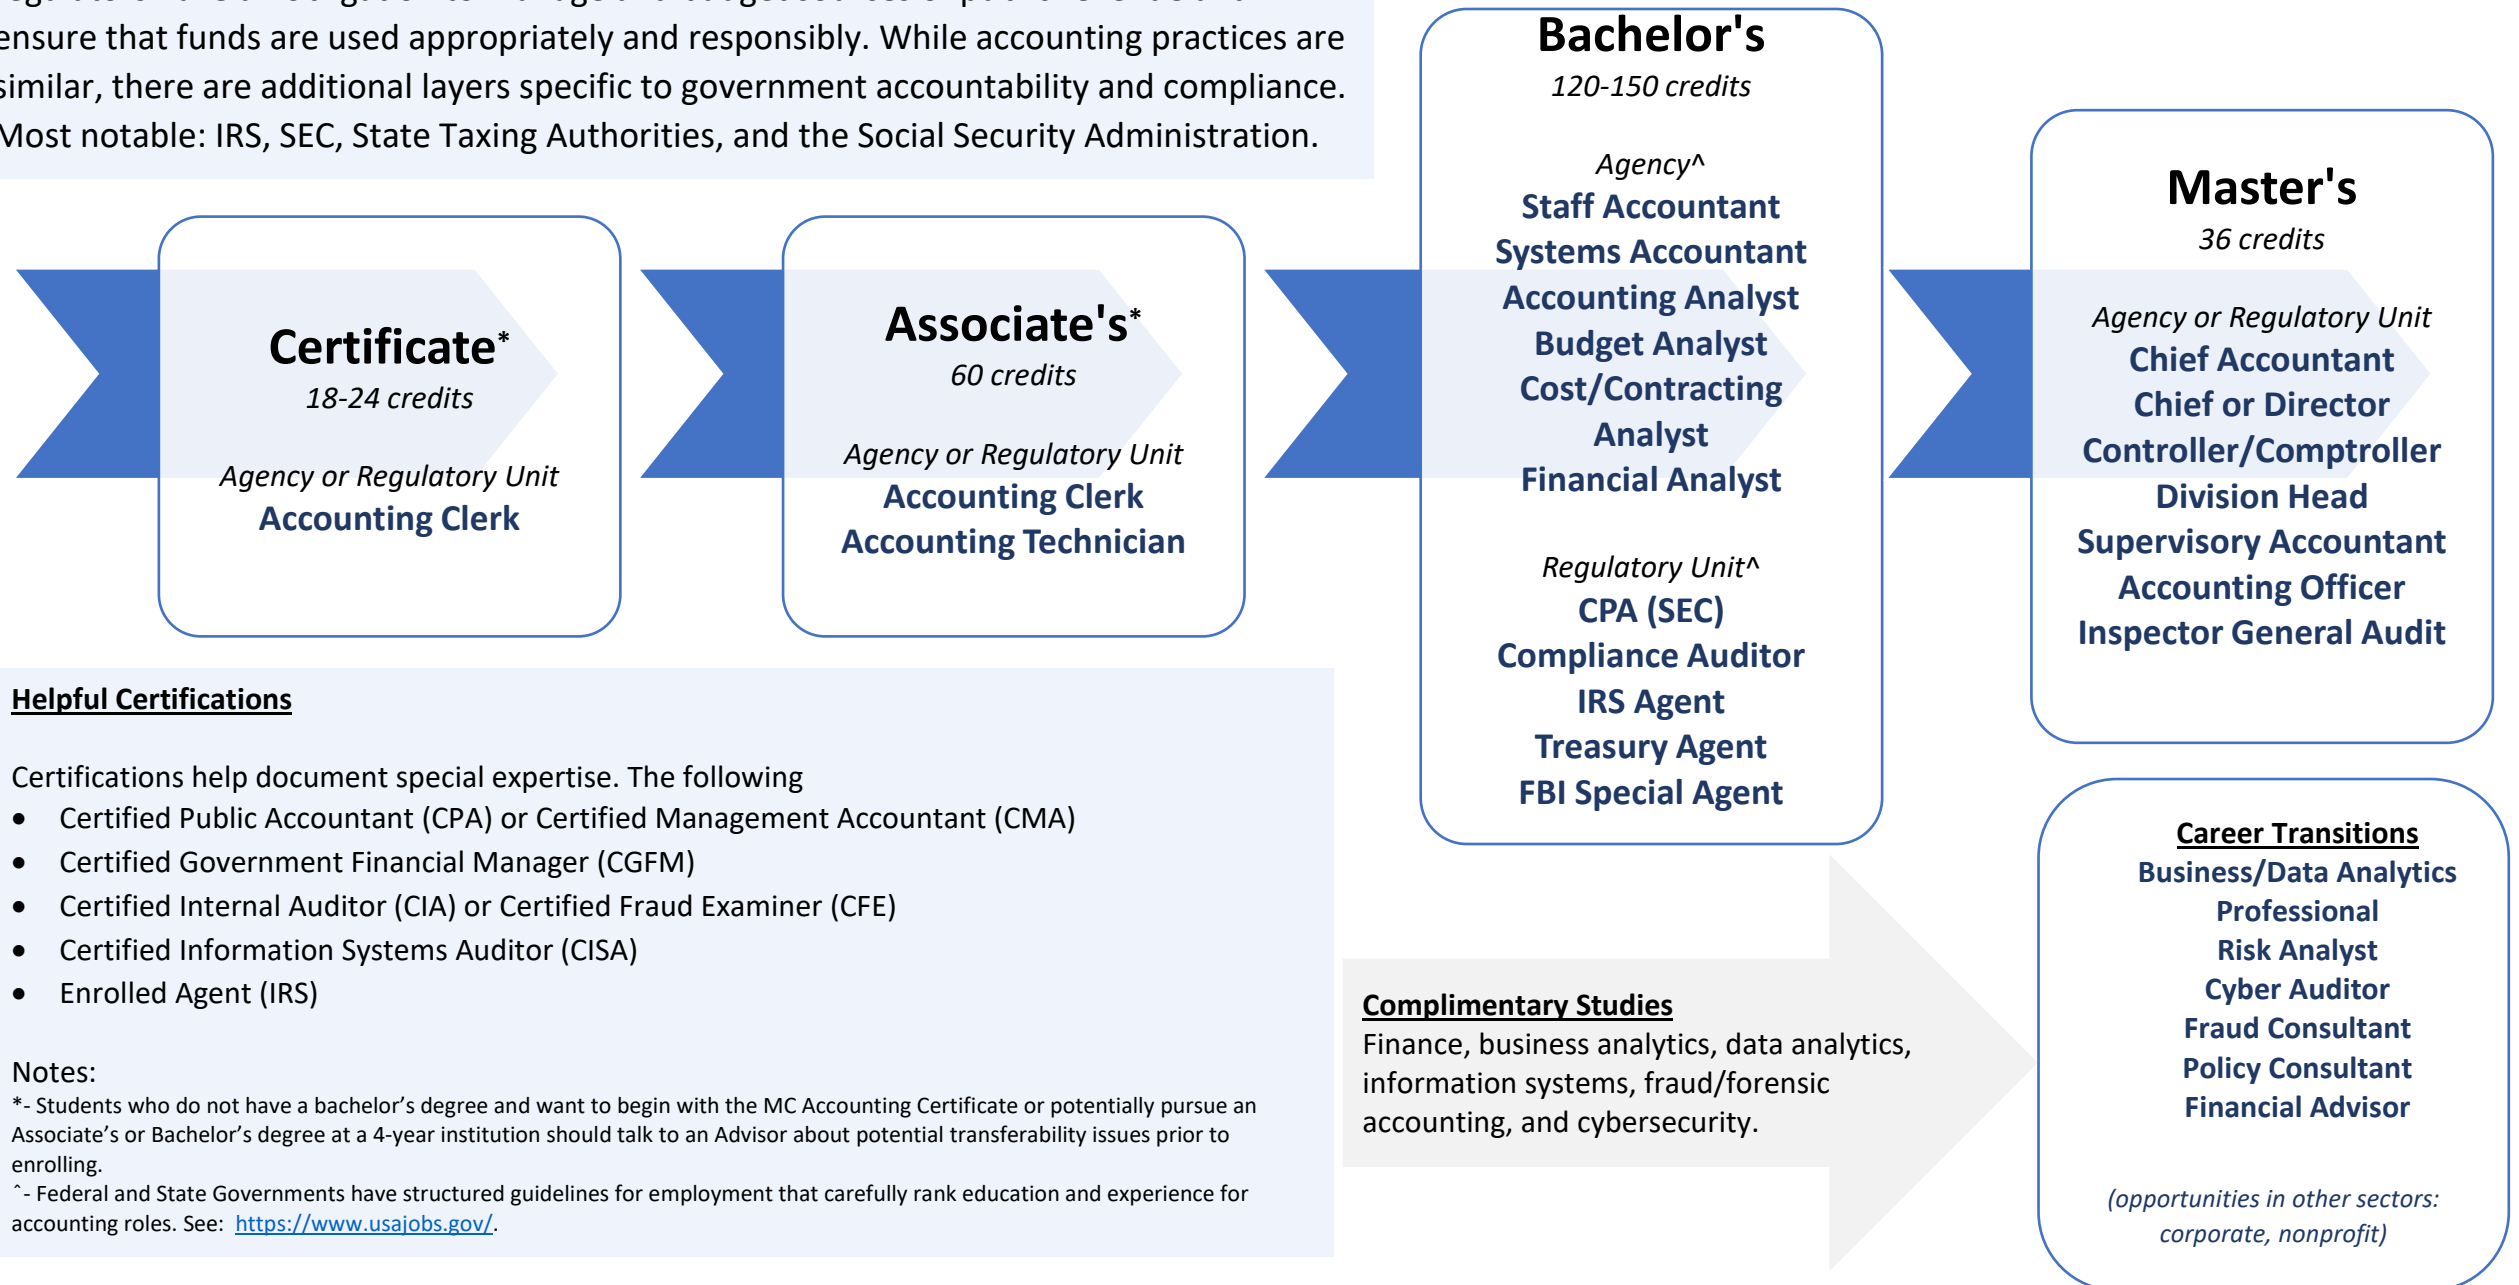 ensure that funds are used appropriately and responsibly. While accounting practices are
similar, there are additional layers specific to government accountability and compliance.
Most notable: IRS, SEC, State Taxing Authorities, and the Social Security Administration.
Certificate*
18-24 credits
Agency or Regulatory Unit
Accounting Clerk
Associate's*
60 credits
Agency or Regulatory Unit
Accounting Clerk
Accounting Technician
Bachelor's
120-150 credits
Agency^
Staff Accountant
Systems Accountant
Accounting Analyst
Budget Analyst
Cost/Contracting
Analyst
Financial Analyst
Regulatory Unit^
CPA (SEC)
Compliance Auditor
IRS Agent
Treasury Agent
FBI Special Agent
Master's
36 credits
Agency or Regulatory Unit
Chief Accountant
Chief or Director
Controller/Comptroller
Division Head
Supervisory Accountant
Accounting Officer
Inspector General Audit
Helpful Certifications
Certifications help document special expertise. The following
• Certified Public Accountant (CPA) or Certified Management Accountant (CMA)
• Certified Government Financial Manager (CGFM)
• Certified Internal Auditor (CIA) or Certified Fraud Examiner (CFE)
• Certified Information Systems Auditor (CISA)
• Enrolled Agent (IRS)
Notes:
*- Students who do not have a bachelor’s degree and want to begin with the MC Accounting Certificate or potentially pursue an
Associate’s or Bachelor’s degree at a 4-year institution should talk to an Advisor about potential transferability issues prior to
enrolling.
ˆ- Federal and State Governments have structured guidelines for employment that carefully rank education and experience for
accounting roles. See: https://www.usajobs.gov/.
Complimentary Studies
Finance, business analytics, data analytics,
information systems, fraud/forensic
accounting, and cybersecurity.
Career Transitions
Business/Data Analytics
Professional
Risk Analyst
Cyber Auditor
Fraud Consultant
Policy Consultant
Financial Advisor
(opportunities in other sectors:
corporate, nonprofit)